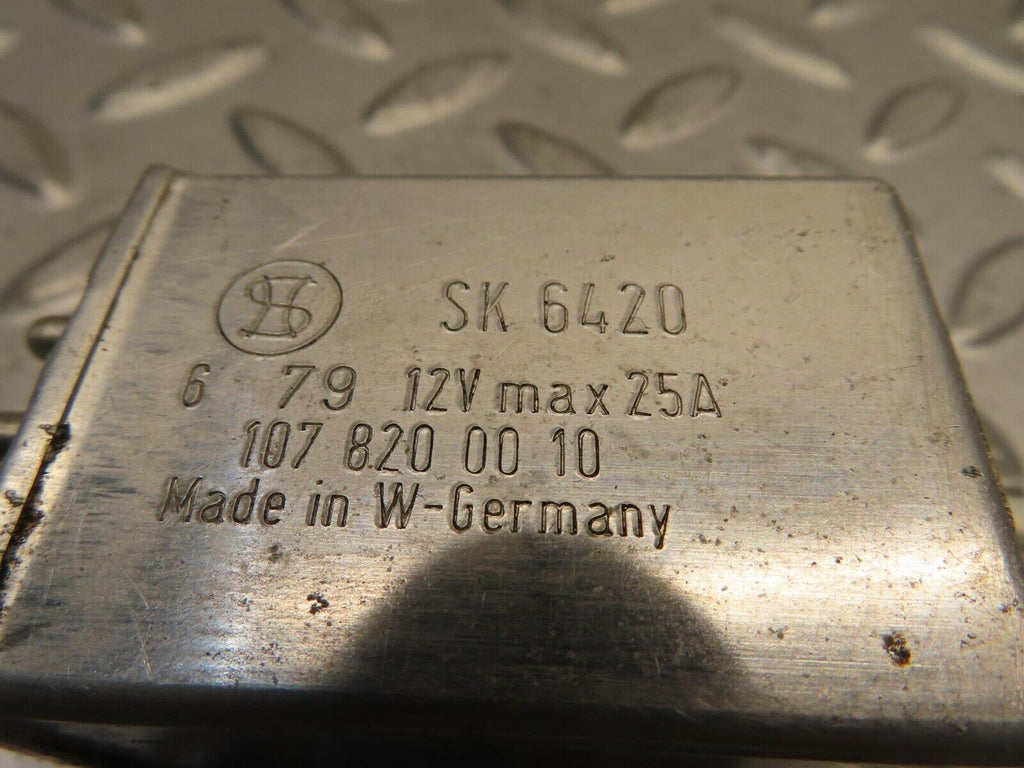 SK 6420
6 79 12V max 25A
107 820 00 10
Made in W-Germany